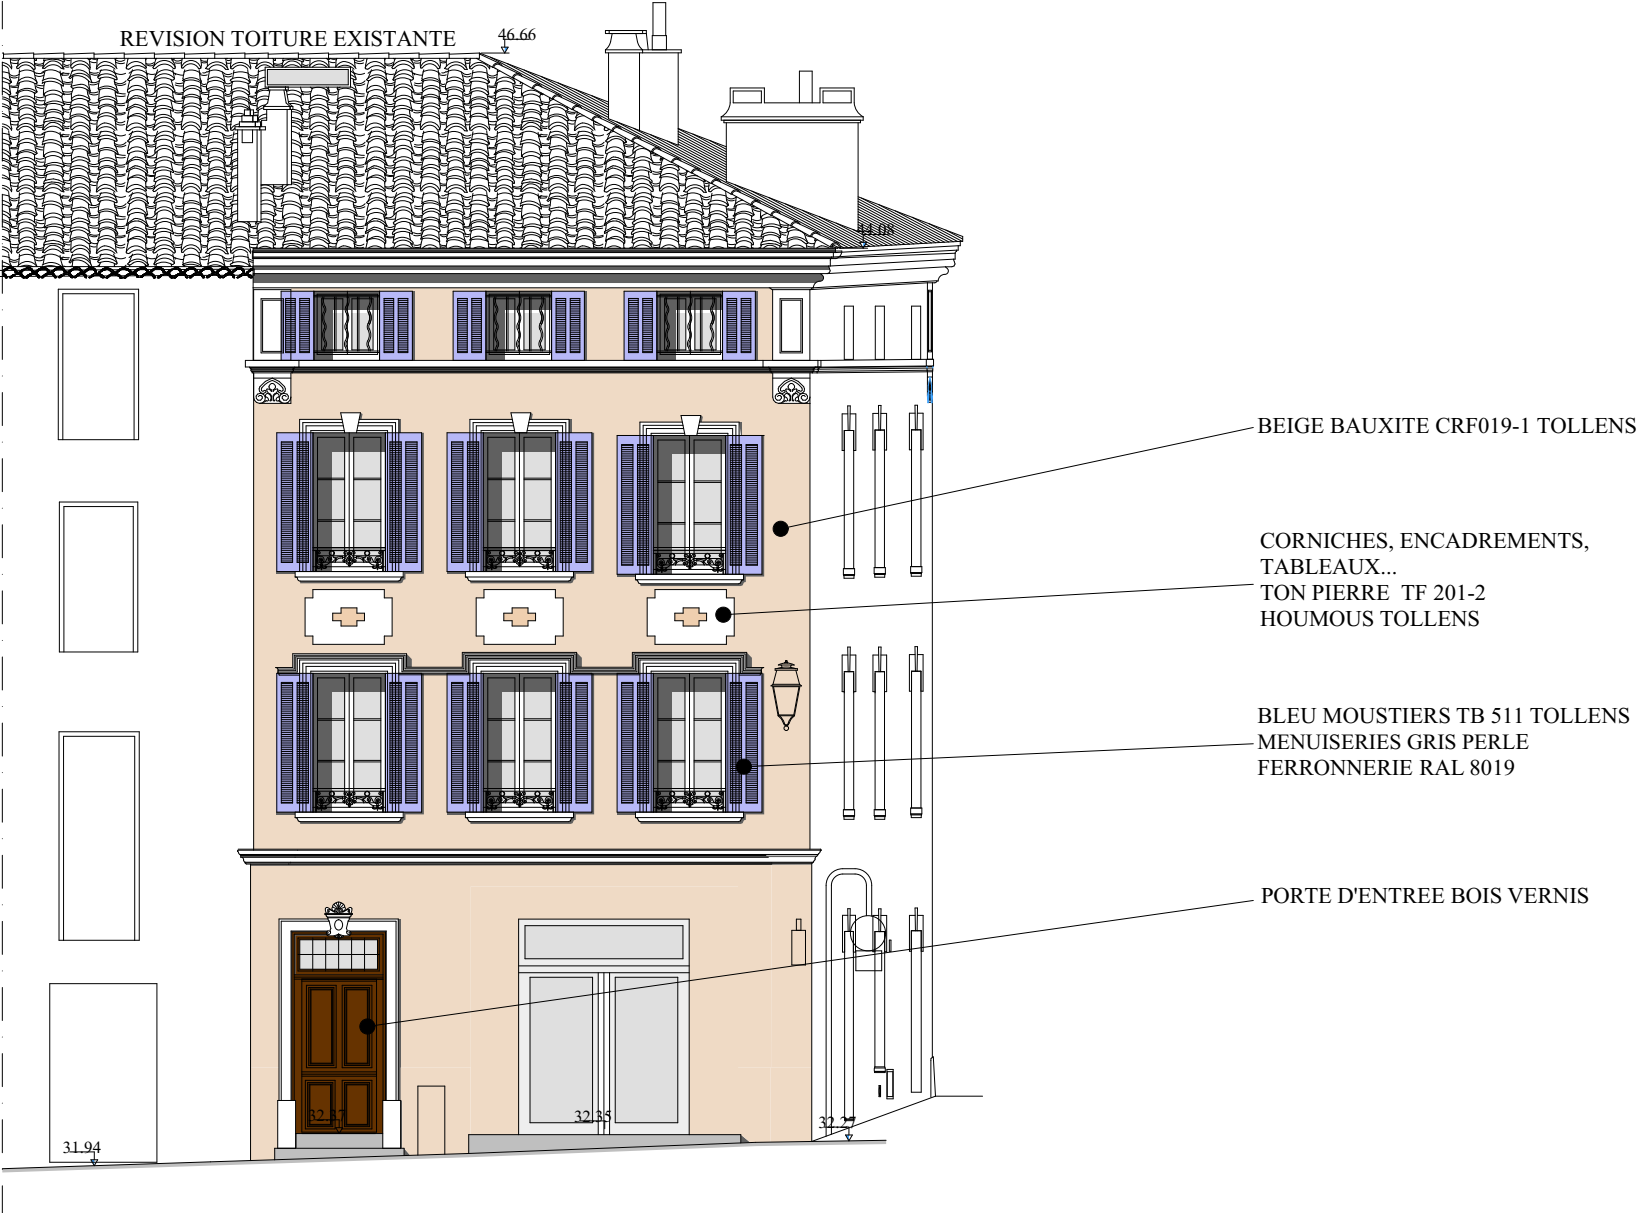 REVISION TOITURE EXISTANTE
46.66
44.08
BEIGE BAUXITE CRF019-1 TOLLENS
CORNICHES, ENCADREMENTS,
TABLEAUX...
TON PIERRE  TF 201-2
HOUMOUS TOLLENS
BLEU MOUSTIERS TB 511 TOLLENS
MENUISERIES GRIS PERLE
FERRONNERIE RAL 8019
PORTE D'ENTREE BOIS VERNIS
32.37
32.35
32.27
31.94